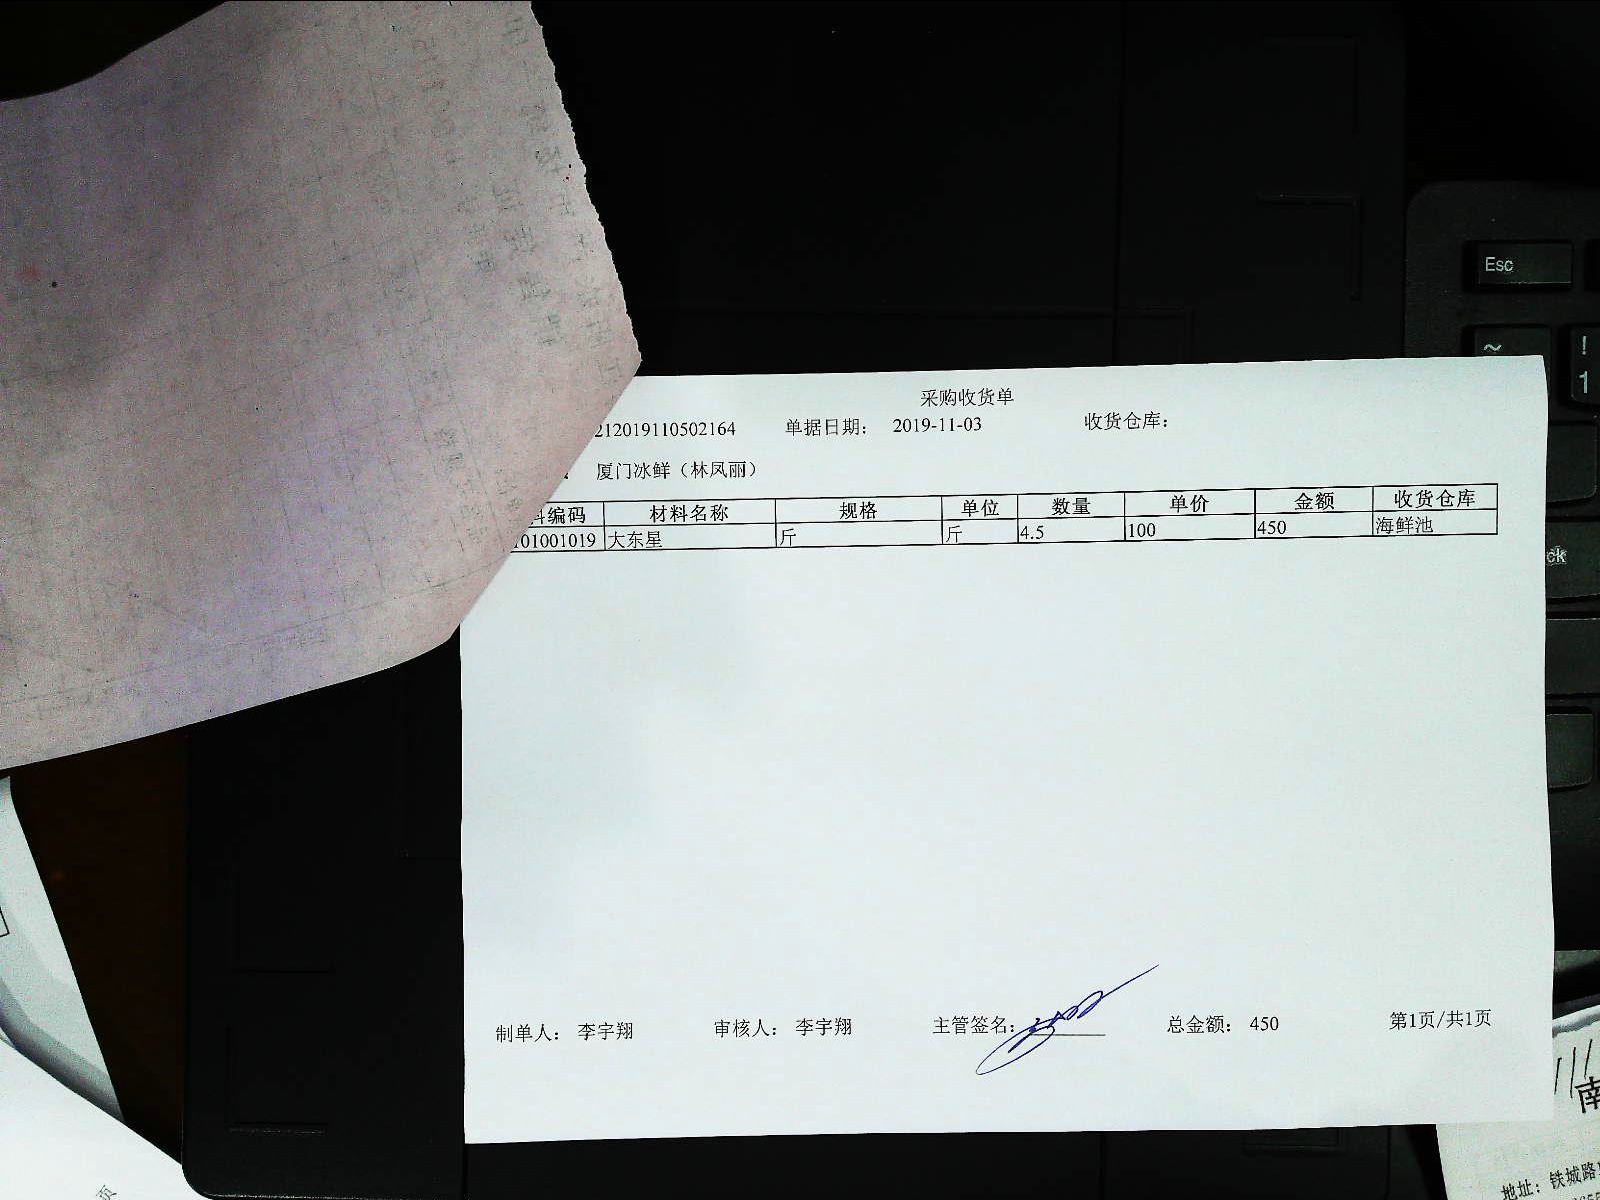 采购收货单
212019110502164 单据日期： 2019-11-03 收货仓库：
厦门冰鲜（林凤丽）
料编码 材料名称 规格 单位 数量 单价 金额 收货仓库
101001019 大东星 斤 斤 4.5 100 450 海鲜池
制单人： 李宇翔 审核人： 李宇翔 主管签名： 总金额： 450 第1页/共1页
Esc
~
!
1
ck
南
地址：铁城路
页